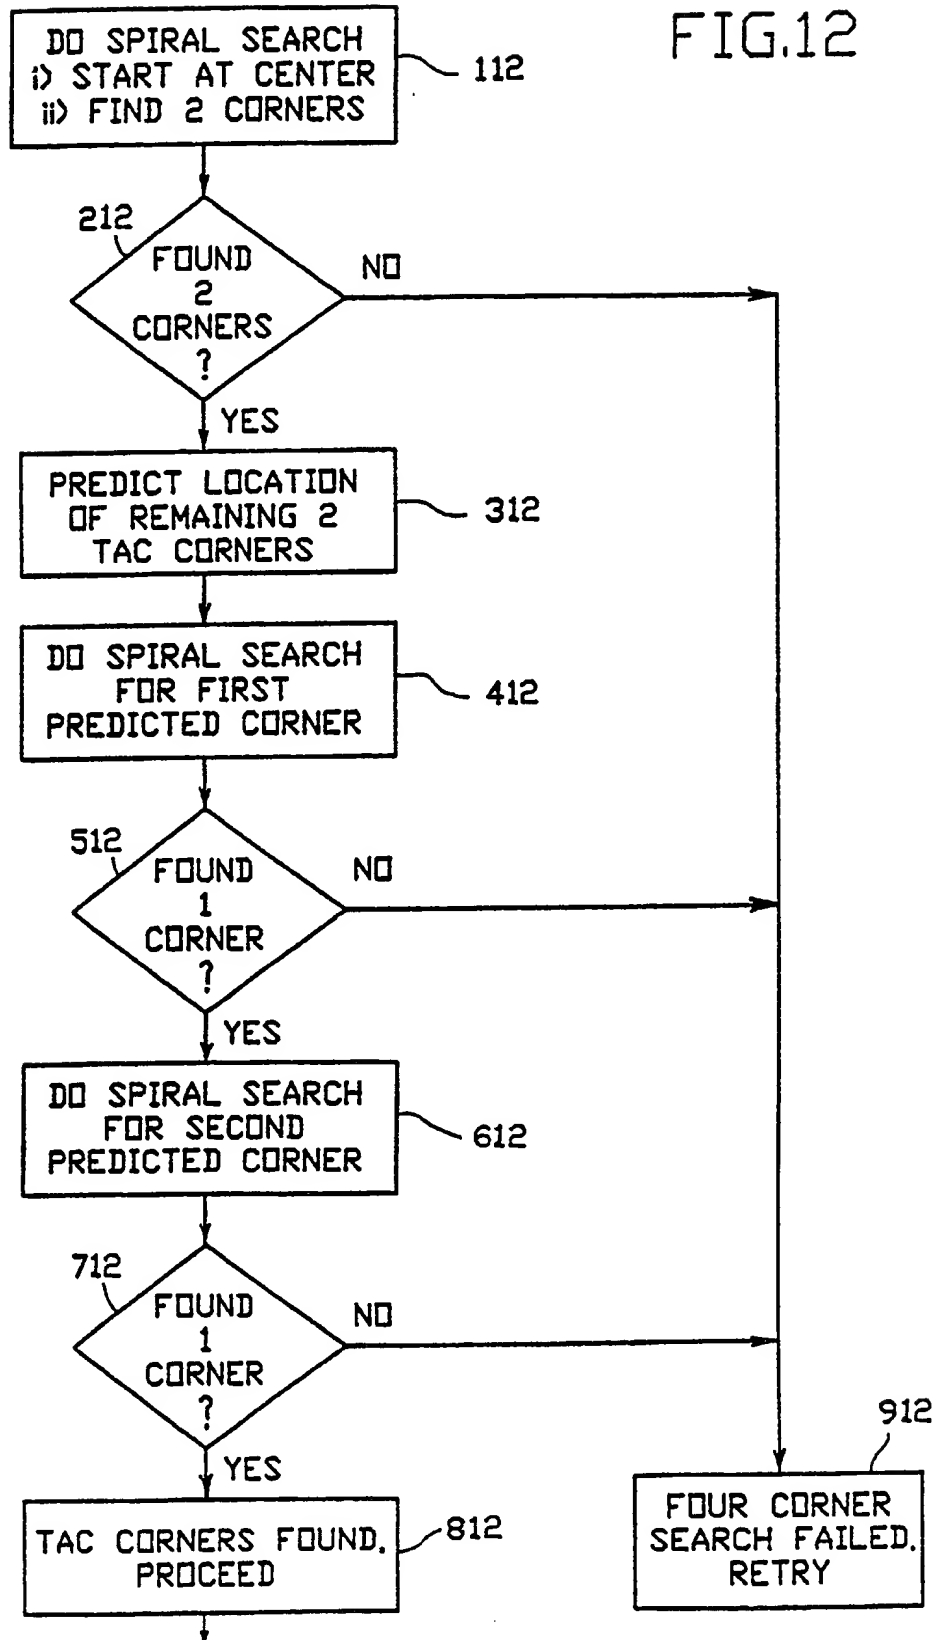 FIG.12
DO SPIRAL SEARCH
i) START AT CENTER
ii) FIND 2 CORNERS
112
212
FOUND
2
CORNERS
?
NO
YES
PREDICT LOCATION
OF REMAINING 2
TAC CORNERS
312
DO SPIRAL SEARCH
FOR FIRST
PREDICTED CORNER
412
512
FOUND
1
CORNER
?
NO
YES
DO SPIRAL SEARCH
FOR SECOND
PREDICTED CORNER
612
712
FOUND
1
CORNER
?
NO
YES
TAC CORNERS FOUND.
PROCEED
812
912
FOUR CORNER
SEARCH FAILED.
RETRY